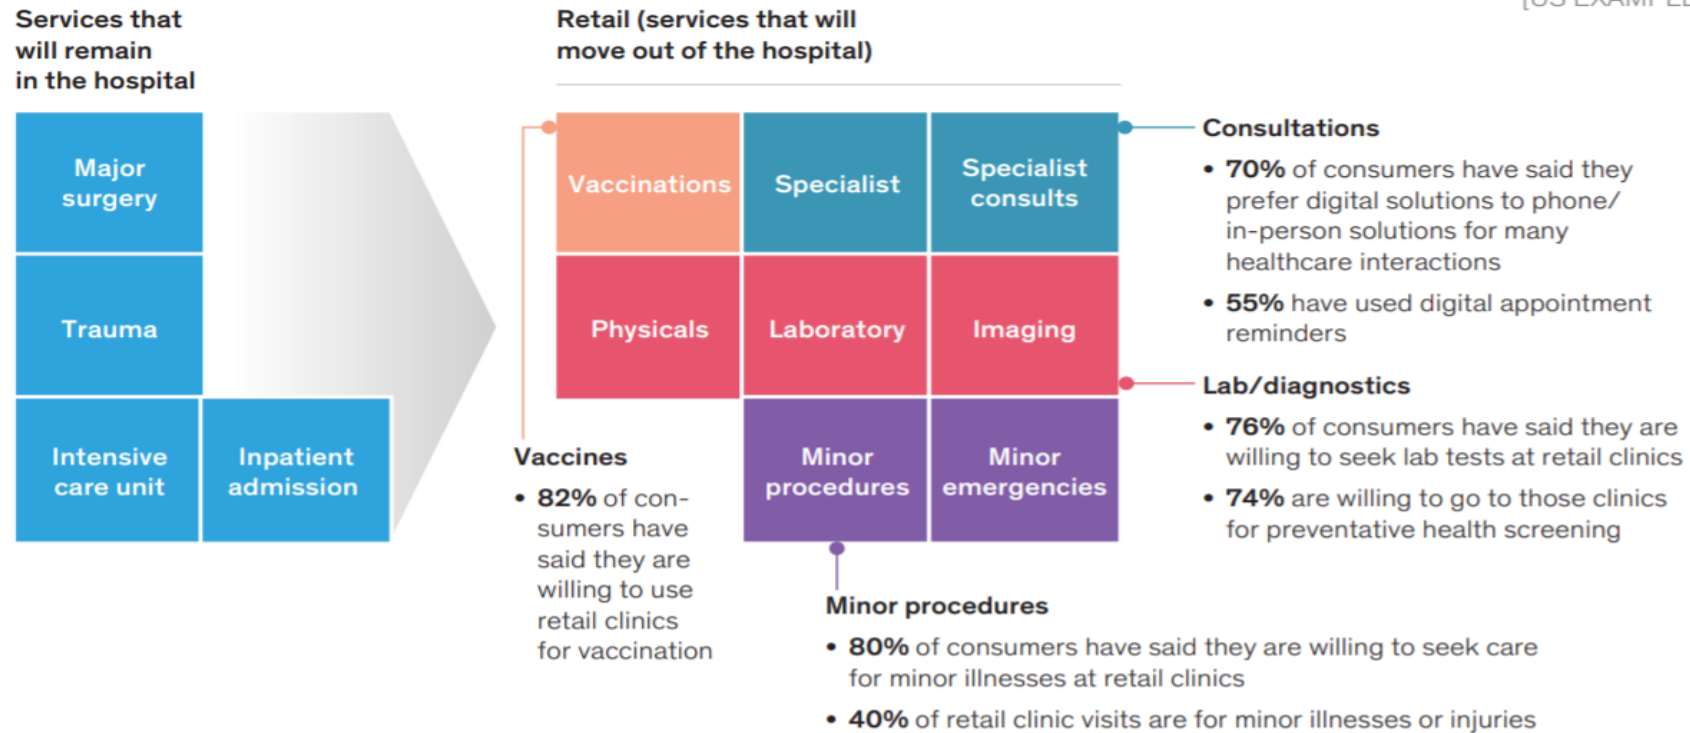 Services that
will remain
in the hospital
Retail (services that will
move out of the hospital)
[US EXAMPLE
Major
surgery
Trauma
Intensive
care unit
Inpatient
admission
Vaccinations
Specialist
Specialist
consults
Physicals
Laboratory
Imaging
Minor
procedures
Minor
emergencies
Vaccines
• 82% of con-
sumers have
said they are
willing to use
retail clinics
for vaccination
Consultations
• 70% of consumers have said they
prefer digital solutions to phone/
in-person solutions for many
healthcare interactions
• 55% have used digital appointment
reminders
Lab/diagnostics
• 76% of consumers have said they are
willing to seek lab tests at retail clinics
• 74% are willing to go to those clinics
for preventative health screening
Minor procedures
• 80% of consumers have said they are willing to seek care
for minor illnesses at retail clinics
• 40% of retail clinic visits are for minor illnesses or injuries